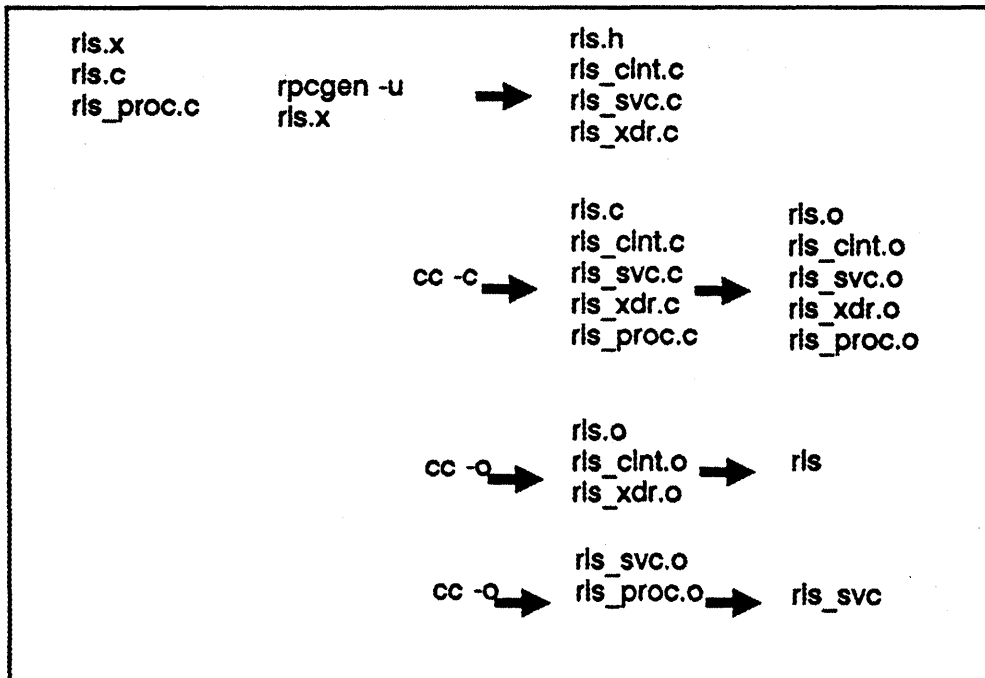 rls.x
rls.c
rls_proc.c
rpcgen -u
rls.x
rls.h
rls_clnt.c
rls_svc.c
rls_xdr.c
cc -c
rls.c
rls_clnt.c
rls_svc.c
rls_xdr.c
rls_proc.c
rls.o
rls_clnt.o
rls_svc.o
rls_xdr.o
rls_proc.o
cc -o
rls.o
rls_clnt.o
rls_xdr.o
rls
cc -o
rls_svc.o
rls_proc.o
rls_svc